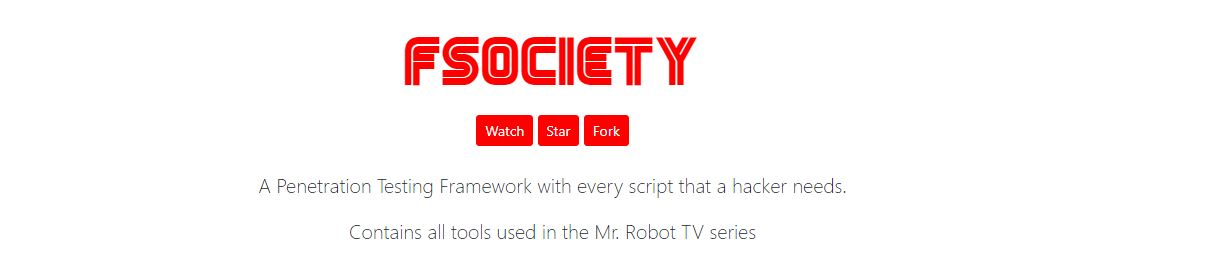 FSOCIETY
Watch Star Fork
A Penetration Testing Framework with every script that a hacker needs.
Contains all tools used in the Mr. Robot TV series